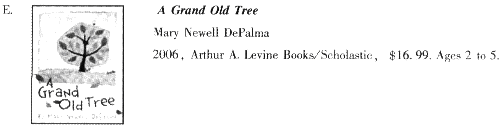 E.
A Grand Old Tree
Mary Newell DePalma
2006, Arthur A. Levine Books/Scholastic, $16.99. Ages 2 to 5.
A
Grand
Old Tree